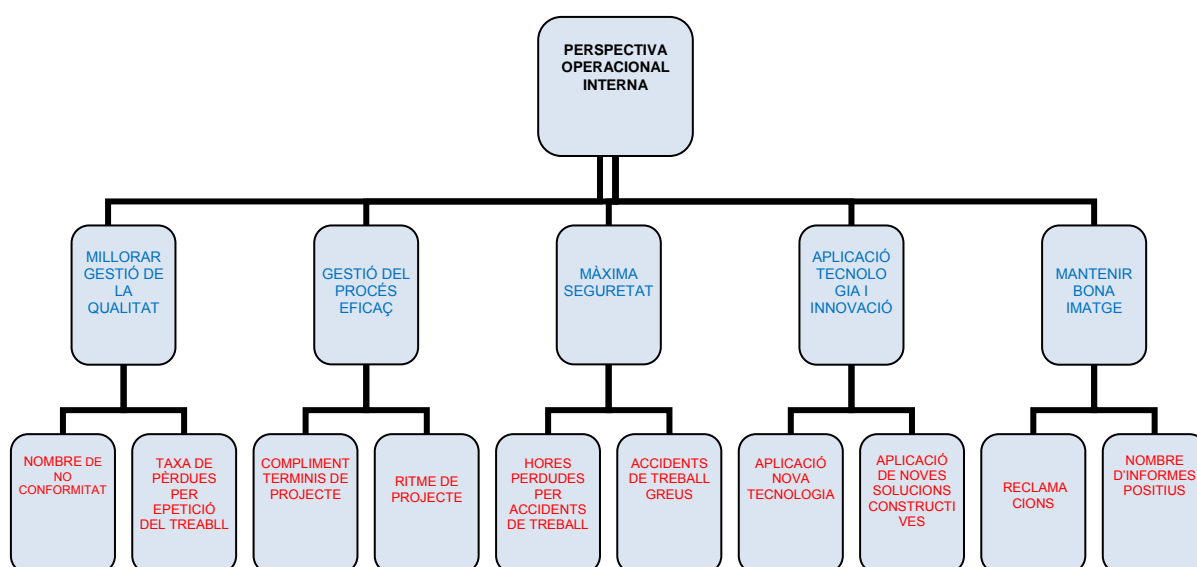 PERSPECTIVA
OPERACIONAL
INTERNA
MILLORAR
GESTIÓ DE
LA
QUALITAT
GESTIÓ DEL
PROCÉS
EFICAÇ
MÀXIMA
SEGURETAT
APLICACIÓ
TECNOLO
GIA I
INNOVACIÓ
MANTENIR
BONA
IMATGE
NOMBRE DE
NO
CONFORMITAT
TAXA DE
PÈRDUES
PER
EPETICIÓ
DEL TREABLL
COMPLIMENT
TERMINIS DE
PROJECTE
RITME DE
PROJECTE
HORES
PERDUDES
PER
ACCIDENTS
DE TREBALL
ACCIDENTS
DE TREBALL
GREUS
APLICACIÓ
NOVA
TECNOLOGIA
APLICACIÓ
DE NOVES
SOLUCIONS
CONSTRUCTI
VES
RECLAMA
CIONS
NOMBRE
D'INFORMES
POSITIUS